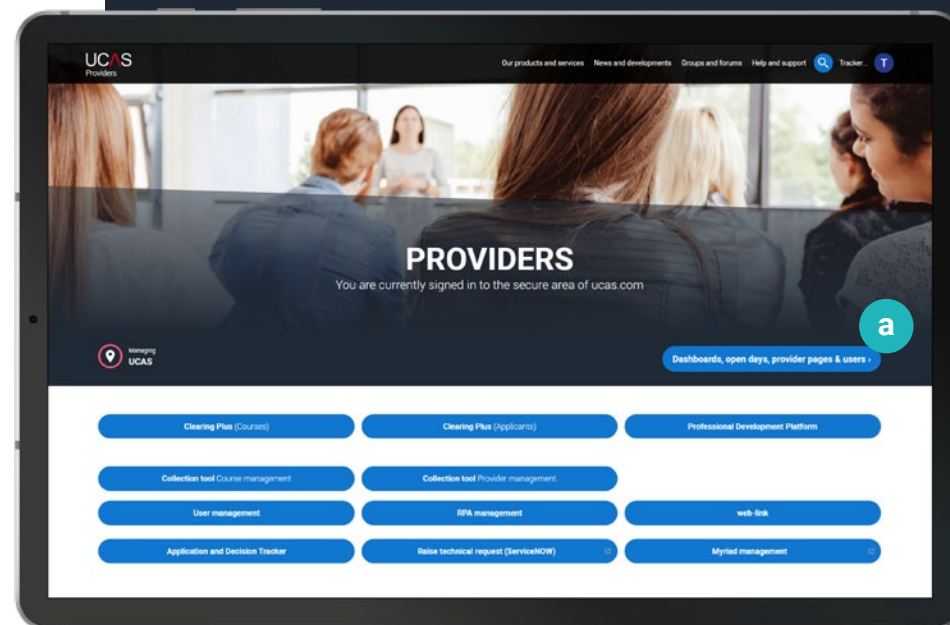 UCAS
Providers
Our products and services News and developments Groups and forums Help and support Tracker... T
PROVIDERS
You are currently signed in to the secure area of ucas.com
a
Managing
UCAS
Dashboards, open days, provider pages & users ›
Clearing Plus (Courses) Clearing Plus (Applicants) Professional Development Platform
Collection tool Course management Collection tool Provider management
User management RPA management web-link
Application and Decision Tracker Raise technical request (ServiceNOW) Myriad management